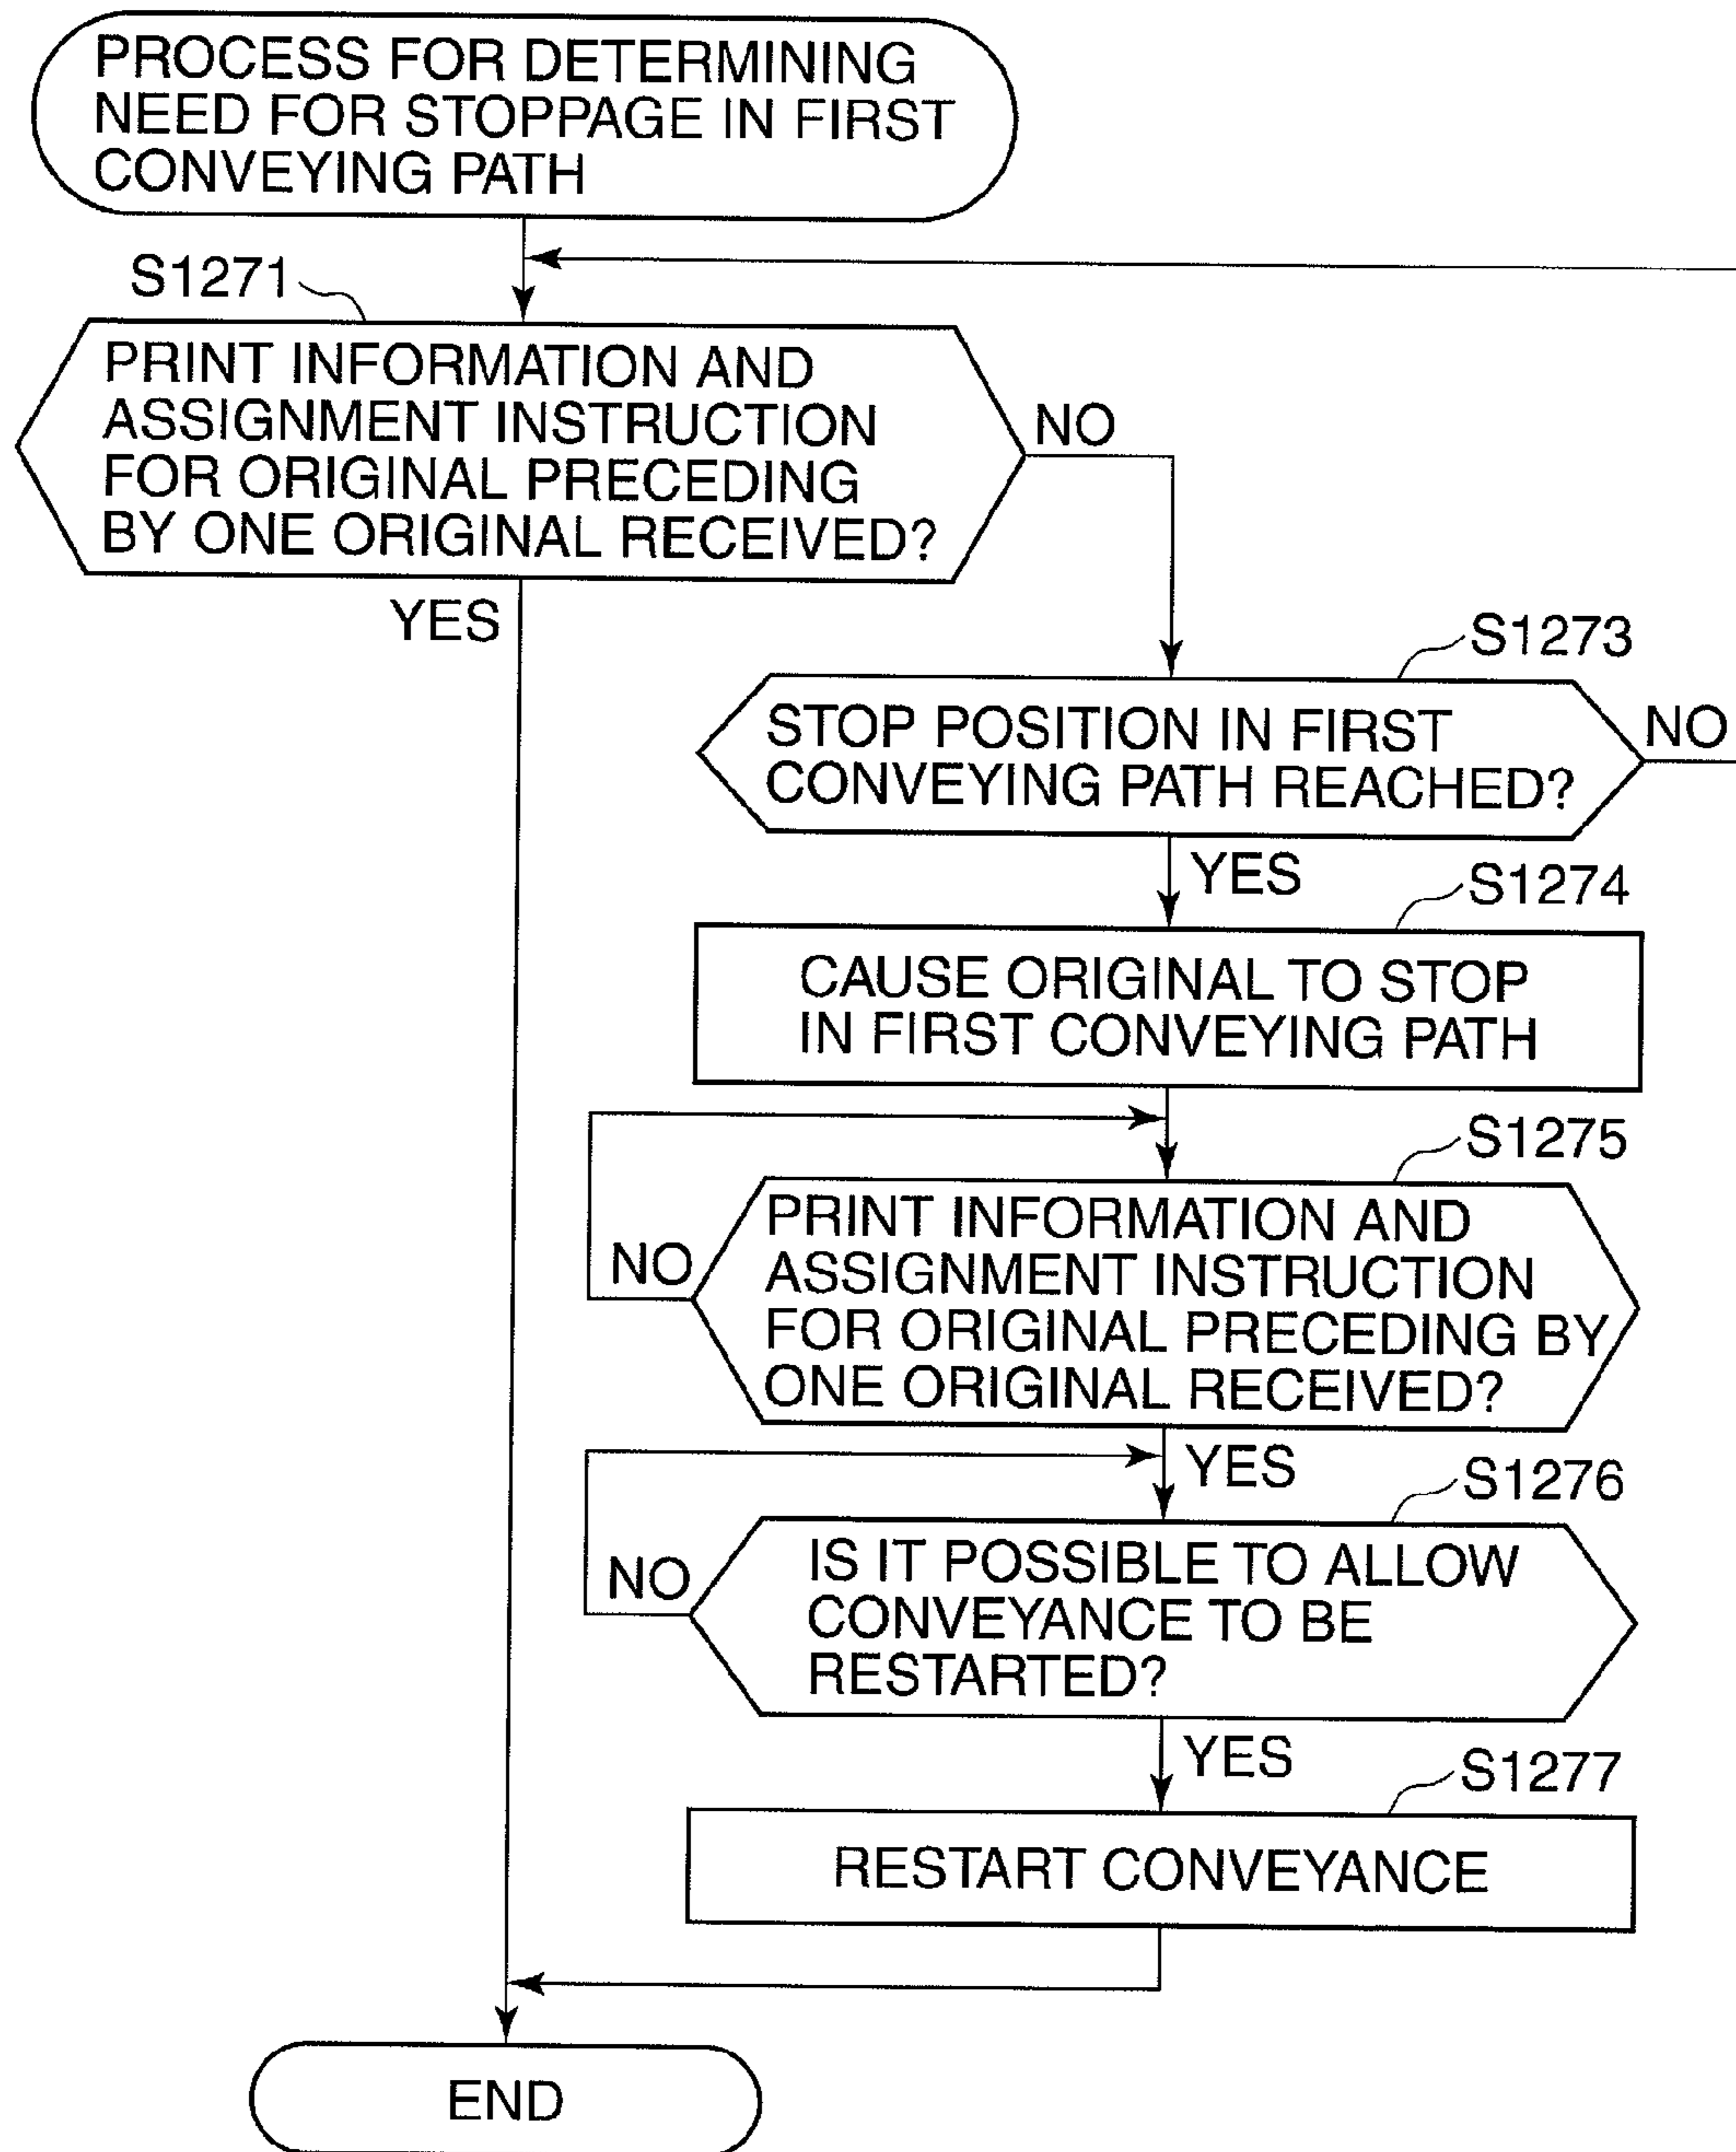 PROCESS FOR DETERMINING
NEED FOR STOPPAGE IN FIRST
CONVEYING PATH
S1271
PRINT INFORMATION AND
ASSIGNMENT INSTRUCTION
FOR ORIGINAL PRECEDING
BY ONE ORIGINAL RECEIVED?
NO
YES
S1273
STOP POSITION IN FIRST
CONVEYING PATH REACHED?
NO
YES
S1274
CAUSE ORIGINAL TO STOP
IN FIRST CONVEYING PATH
S1275
PRINT INFORMATION AND
ASSIGNMENT INSTRUCTION
FOR ORIGINAL PRECEDING BY
ONE ORIGINAL RECEIVED?
NO
YES
S1276
IS IT POSSIBLE TO ALLOW
CONVEYANCE TO BE
RESTARTED?
NO
YES
S1277
RESTART CONVEYANCE
END